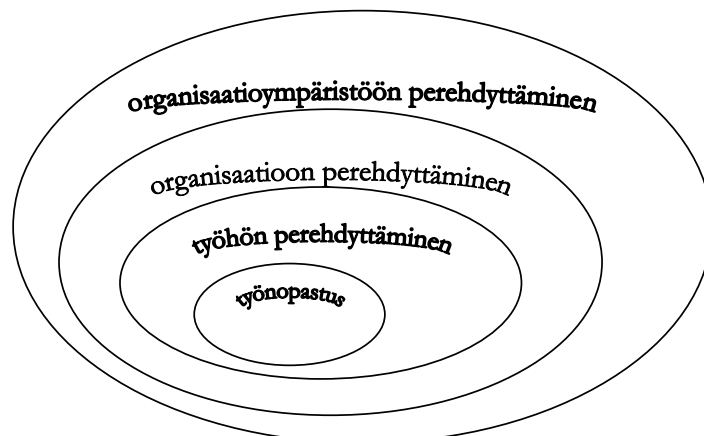 organisaatioympäristöön perehdyttäminen
organisaatioon perehdyttäminen
työhön perehdyttäminen
työnopastus